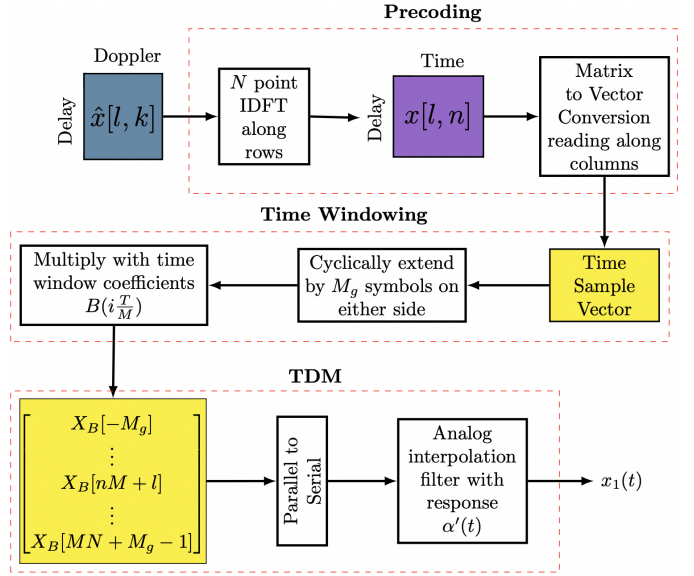 Precoding
Doppler
Delay
x̂[l, k]
N point
IDFT
along
rows
Time
Delay
x[l, n]
Matrix
to Vector
Conversion
reading along
columns
Time Windowing
Multiply with time
window coefficients
B(i T/M)
Cyclically extend
by M_g symbols on
either side
Time
Sample
Vector
TDM
X_B[−M_g]
⋮
X_B[nM + l]
⋮
X_B[MN + M_g − 1]
Parallel to
Serial
Analog
interpolation
filter with
response
α′(t)
x₁(t)